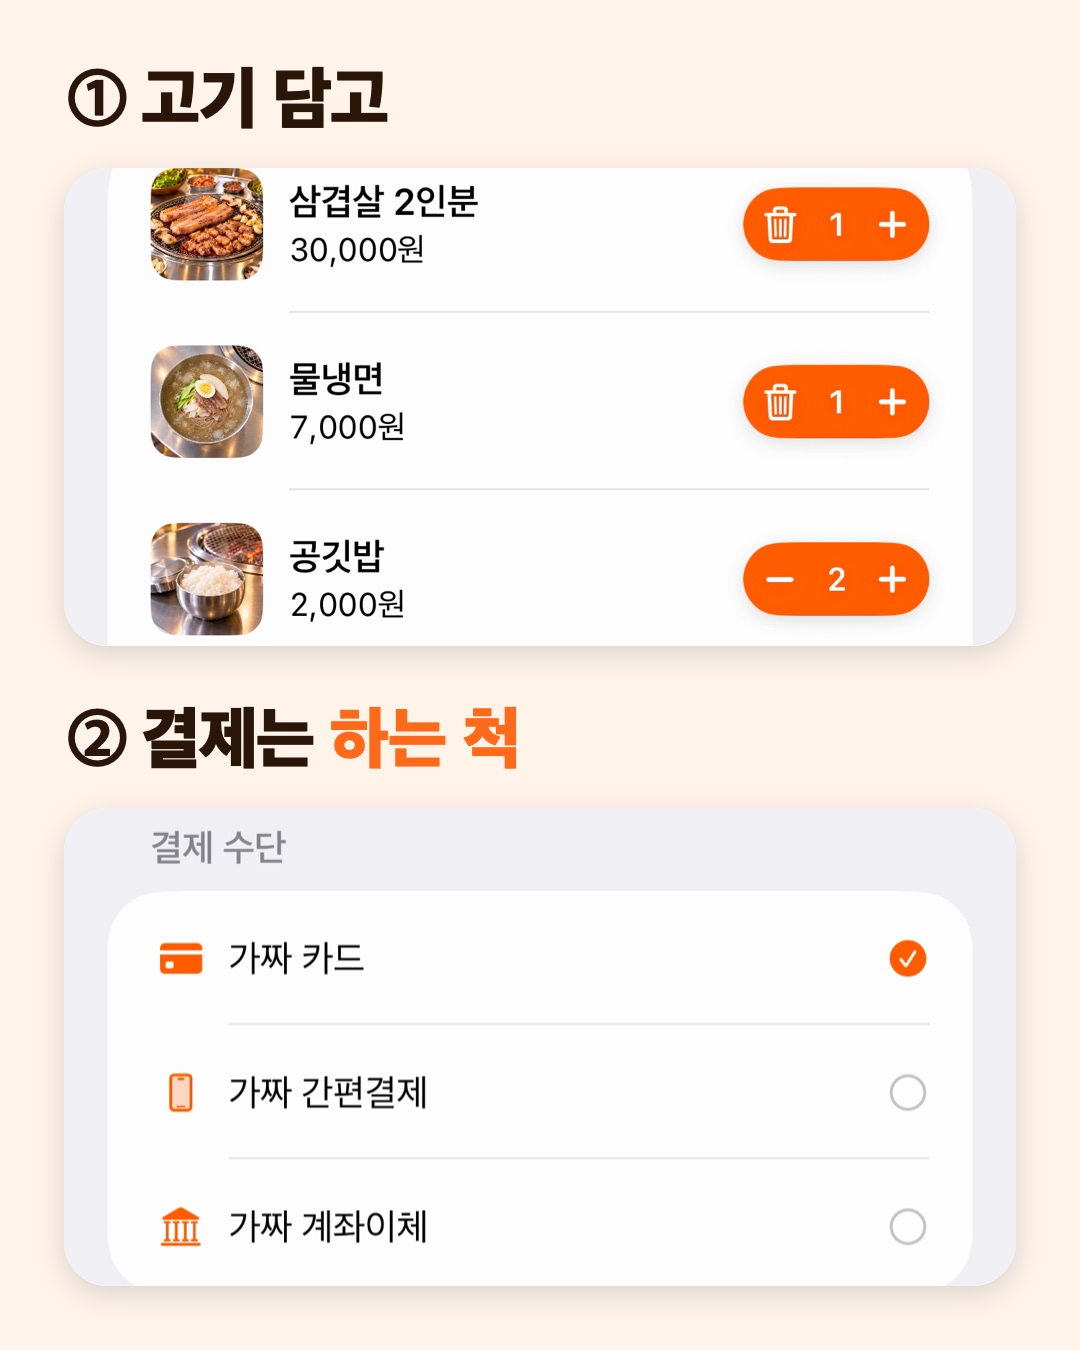 ① 고기 담고
삼겹살 2인분
30,000원
1
물냉면
7,000원
1
공깃밥
2,000원
2
② 결제는 하는 척
결제 수단
가짜 카드
가짜 간편결제
가짜 계좌이체